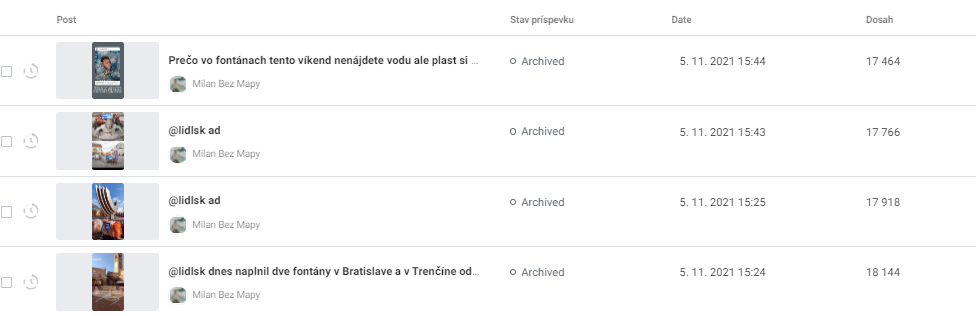 Post Stav príspevku Date Dosah
Prečo vo fontánach tento víkend nenájdete vodu ale plast si ... Archived 5. 11. 2021 15:44 17 464
Milan Bez Mapy
@lidlsk ad Archived 5. 11. 2021 15:43 17 766
Milan Bez Mapy
@lidlsk ad Archived 5. 11. 2021 15:25 17 918
Milan Bez Mapy
@lidlsk dnes naplnil dve fontány v Bratislave a v Trenčíne od... Archived 5. 11. 2021 15:24 18 144
Milan Bez Mapy